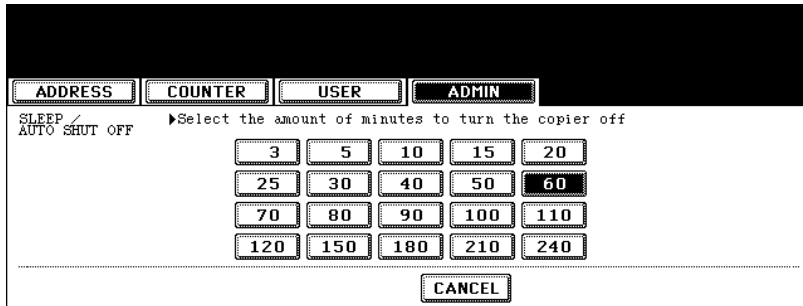 ADDRESS COUNTER USER ADMIN
SLEEP / ▶Select the amount of minutes to turn the copier off
AUTO SHUT OFF
3 5 10 15 20
25 30 40 50 60
70 80 90 100 110
120 150 180 210 240
CANCEL